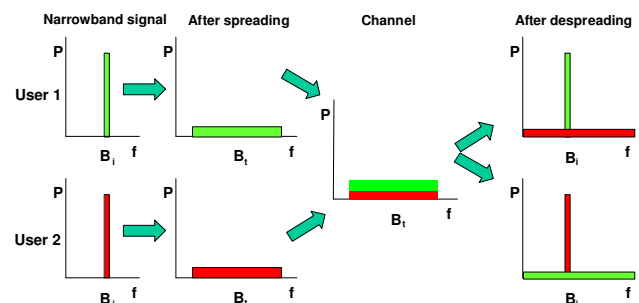 Narrowband signal
After spreading
Channel
After despreading
User 1
P
B i
f
P
B t
f
P
B t
f
P
B i
f
User 2
P
B i
f
P
B t
f
P
B i
f